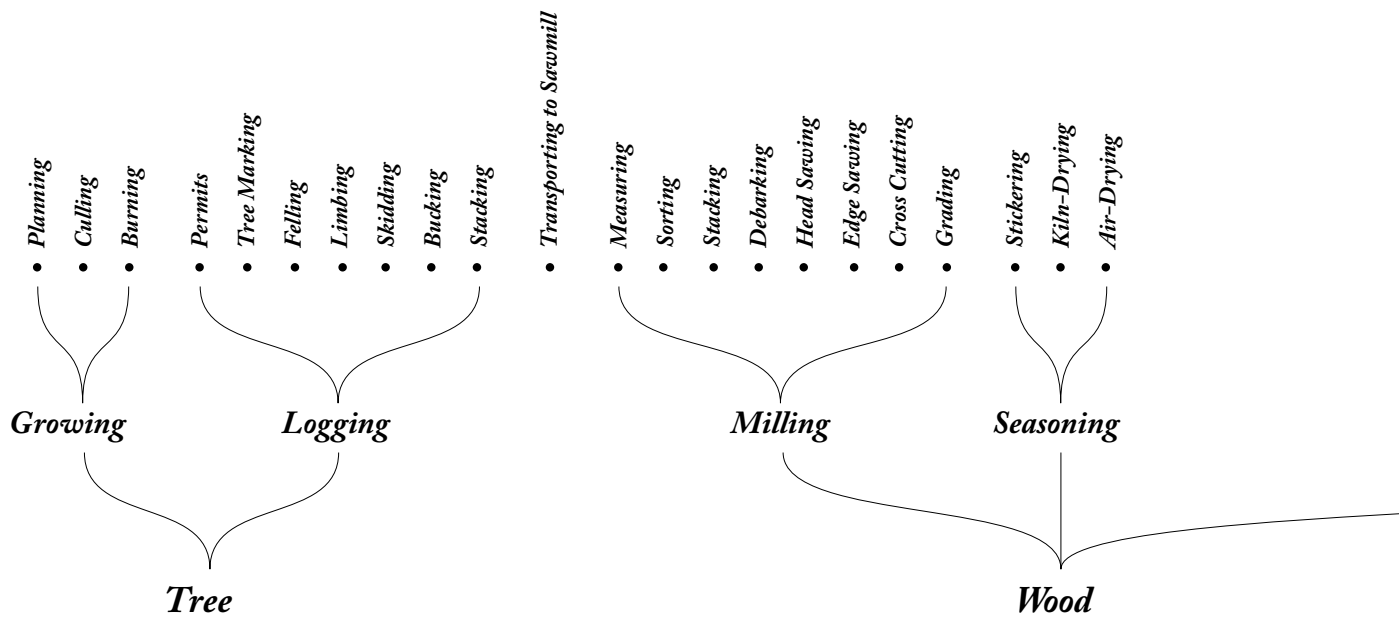 Planning
Culling
Burning
Permits
Tree Marking
Felling
Limbing
Skidding
Bucking
Stacking
Transporting to Sawmill
Measuring
Sorting
Stacking
Debarking
Head Sawing
Edge Sawing
Cross Cutting
Grading
Stickering
Kiln-Drying
Air-Drying
Growing
Logging
Milling
Seasoning
Tree
Wood